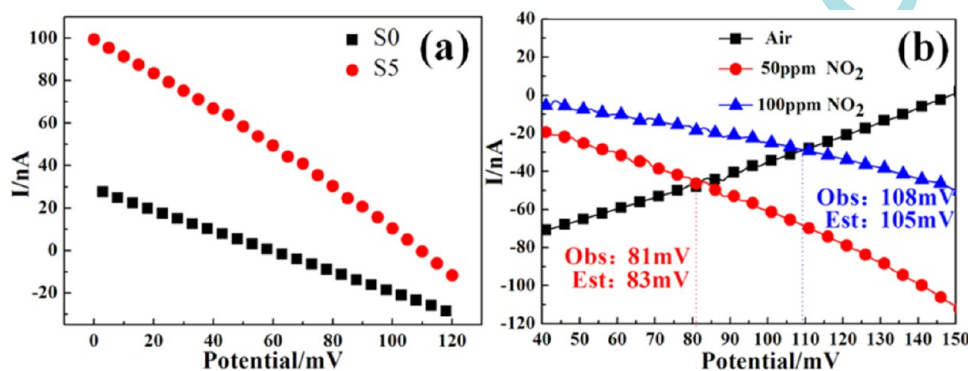 100
80
60
40
20
0
-20
I/nA
S0
S5
(a)
0 20 40 60 80 100 120
Potential/mV
40
20
0
-20
-40
-60
-80
-100
-120
I/nA
Air
50ppm NO₂
100ppm NO₂
(b)
Obs: 108mV
Est: 105mV
Obs: 81mV
Est: 83mV
40 50 60 70 80 90 100 110 120 130 140 150
Potential/mV